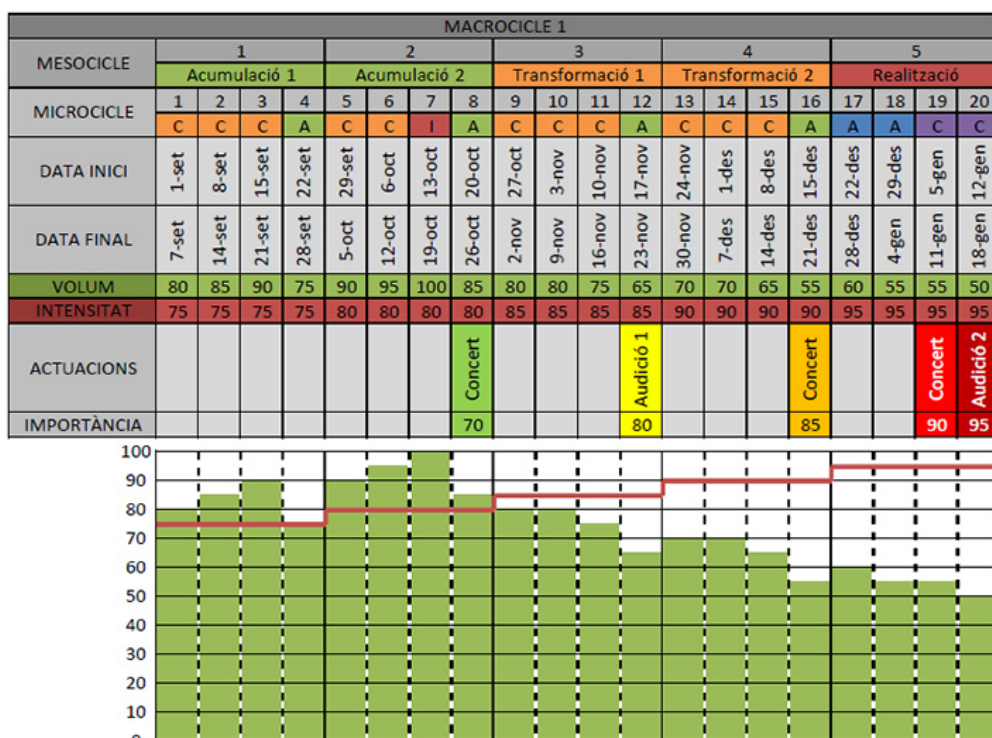 MACROCICLE 1
MESOCICLE 1 2 3 4 5
Acumulació 1 Acumulació 2 Transformació 1 Transformació 2 Realització
MICROCICLE 1 2 3 4 5 6 7 8 9 10 11 12 13 14 15 16 17 18 19 20
C C C A C C I A C C C A C C C A A A C C
DATA INICI 1-set 8-set 15-set 22-set 29-set 6-oct 13-oct 20-oct 27-oct 3-nov 10-nov 17-nov 24-nov 1-des 8-des 15-des 22-des 29-des 5-gen 12-gen
DATA FINAL 7-set 14-set 21-set 28-set 5-oct 12-oct 19-oct 26-oct 2-nov 9-nov 16-nov 23-nov 30-nov 7-des 14-des 21-des 28-des 4-gen 11-gen 18-gen
VOLUM 80 85 90 75 90 95 100 85 80 80 75 65 70 70 65 55 60 55 55 50
INTENSITAT 75 75 75 75 80 80 80 80 85 85 85 85 90 90 90 90 95 95 95 95
ACTUACIONS Concert Audició 1 Concert Concert Audició 2
IMPORTÀNCIA 70 80 85 90 95
100
90
80
70
60
50
40
30
20
10